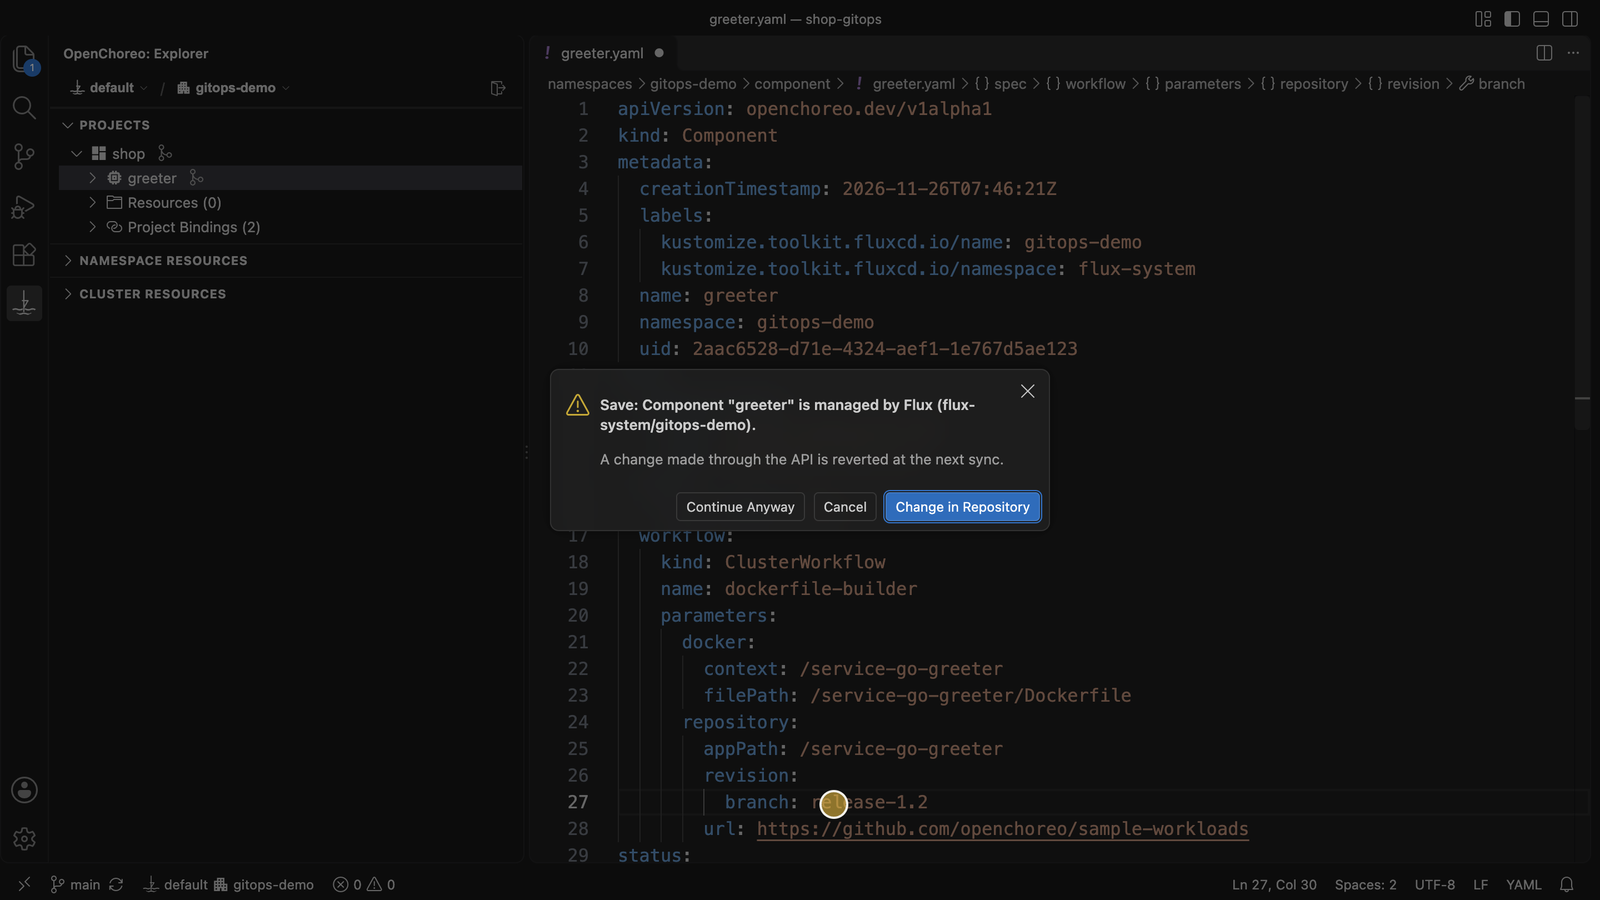 greeter.yaml — shop-gitops
OpenChoreo: Explorer
default / gitops-demo
PROJECTS
shop
greeter
Resources (0)
Project Bindings (2)
NAMESPACE RESOURCES
CLUSTER RESOURCES
1
! greeter.yaml
namespaces > gitops-demo > component > ! greeter.yaml > { } spec > { } workflow > { } parameters > { } repository > { } revision > branch
1 apiVersion: openchoreo.dev/v1alpha1
2 kind: Component
3 metadata:
4 creationTimestamp: 2026-11-26T07:46:21Z
5 labels:
6 kustomize.toolkit.fluxcd.io/name: gitops-demo
7 kustomize.toolkit.fluxcd.io/namespace: flux-system
8 name: greeter
9 namespace: gitops-demo
10 uid: 2aac6528-d71e-4324-aef1-1e767d5ae123
Save: Component "greeter" is managed by Flux (flux-
system/gitops-demo).
A change made through the API is reverted at the next sync.
Continue Anyway Cancel Change in Repository
17 workflow:
18 kind: ClusterWorkflow
19 name: dockerfile-builder
20 parameters:
21 docker:
22 context: /service-go-greeter
23 filePath: /service-go-greeter/Dockerfile
24 repository:
25 appPath: /service-go-greeter
26 revision:
27 branch: release-1.2
28 url: https://github.com/openchoreo/sample-workloads
29 status:
main default gitops-demo 0 0 Ln 27, Col 30 Spaces: 2 UTF-8 LF YAML